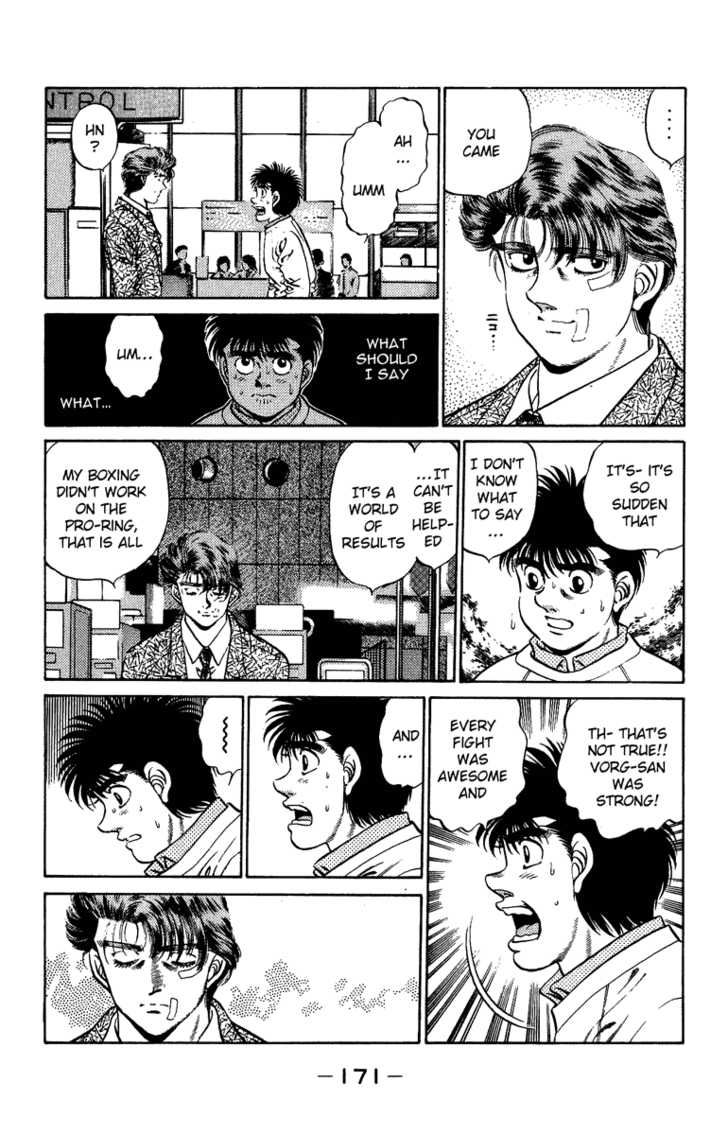 ...
YOU
CAME
NTROL
AH
...
UMM
HN
?
WHAT
SHOULD
I SAY
UM...
WHAT...
IT'S- IT'S
SO
SUDDEN
THAT
I DON'T
KNOW
WHAT
TO SAY
...
...IT
CAN'T
BE
HELP-
ED
IT'S A
WORLD
OF
RESULTS
MY BOXING
DIDN'T WORK
ON THE
PRO-RING,
THAT IS ALL
TH- THAT'S
NOT TRUE!!
VORG-SAN
WAS
STRONG!
EVERY
FIGHT
WAS
AWESOME
AND
AND
...
-171-